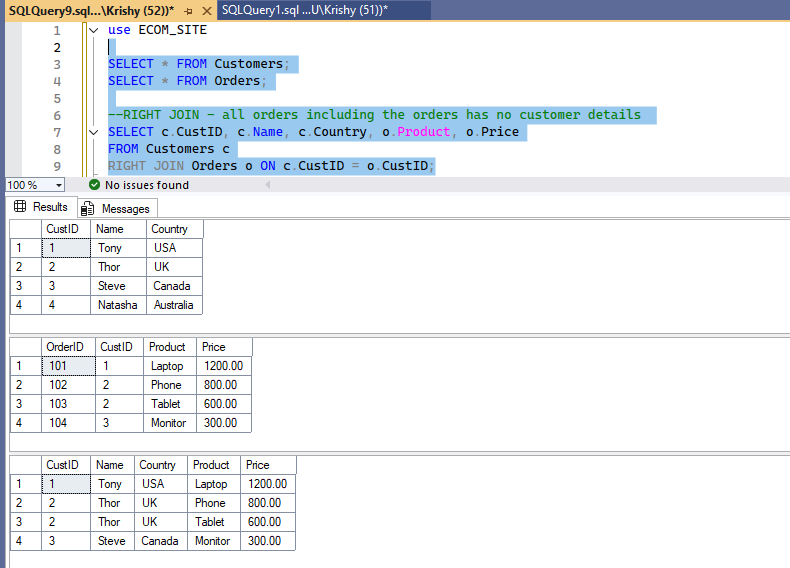 SQLQuery9.sql...\Krishy (52))* SQLQuery1.sql ...U\Krishy (51))*
1 use ECOM_SITE
2
3 SELECT * FROM Customers;
4 SELECT * FROM Orders;
5
6 --RIGHT JOIN - all orders including the orders has no customer details
7 SELECT c.CustID, c.Name, c.Country, o.Product, o.Price
8 FROM Customers c
9 RIGHT JOIN Orders o ON c.CustID = o.CustID;
100 % No issues found
Results Messages
CustID Name Country
1 1 Tony USA
2 2 Thor UK
3 3 Steve Canada
4 4 Natasha Australia
OrderID CustID Product Price
1 101 1 Laptop 1200.00
2 102 2 Phone 800.00
3 103 2 Tablet 600.00
4 104 3 Monitor 300.00
CustID Name Country Product Price
1 1 Tony USA Laptop 1200.00
2 2 Thor UK Phone 800.00
3 2 Thor UK Tablet 600.00
4 3 Steve Canada Monitor 300.00